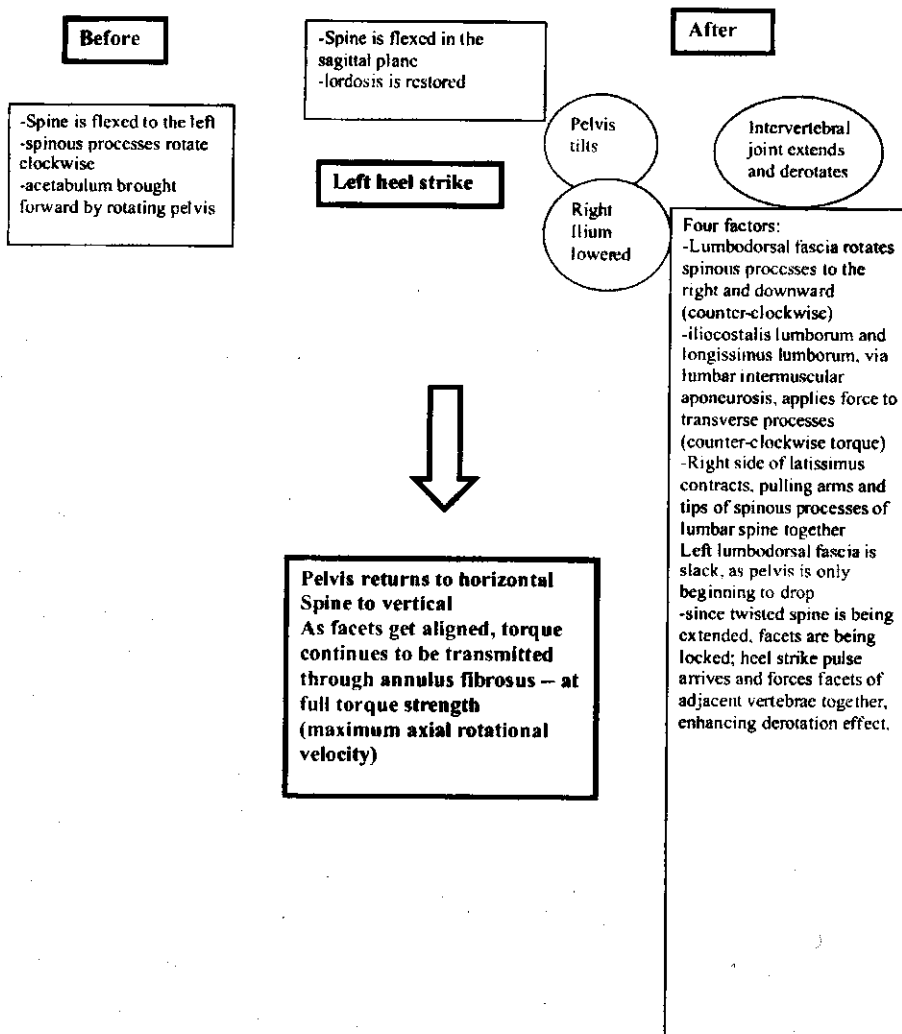 Before
-Spine is flexed in the
sagittal plane
-lordosis is restored
After
-Spine is flexed to the left
-spinous processes rotate
clockwise
-acetabulum brought
forward by rotating pelvis
Left heel strike
Pelvis
tilts
Right
Ilium
lowered
Intervertebral
joint extends
and derotates
Four factors:
-Lumbodorsal fascia rotates
spinous processes to the
right and downward
(counter-clockwise)
-iliocostalis lumborum and
longissimus lumborum, via
lumbar intermuscular
aponeurosis, applies force to
transverse processes
(counter-clockwise torque)
-Right side of latissimus
contracts, pulling arms and
tips of spinous processes of
lumbar spine together
Left lumbodorsal fascia is
slack, as pelvis is only
beginning to drop
-since twisted spine is being
extended, facets are being
locked; heel strike pulse
arrives and forces facets of
adjacent vertebrae together,
enhancing derotation effect.
Pelvis returns to horizontal
Spine to vertical
As facets get aligned, torque
continues to be transmitted
through annulus fibrosus – at
full torque strength
(maximum axial rotational
velocity)